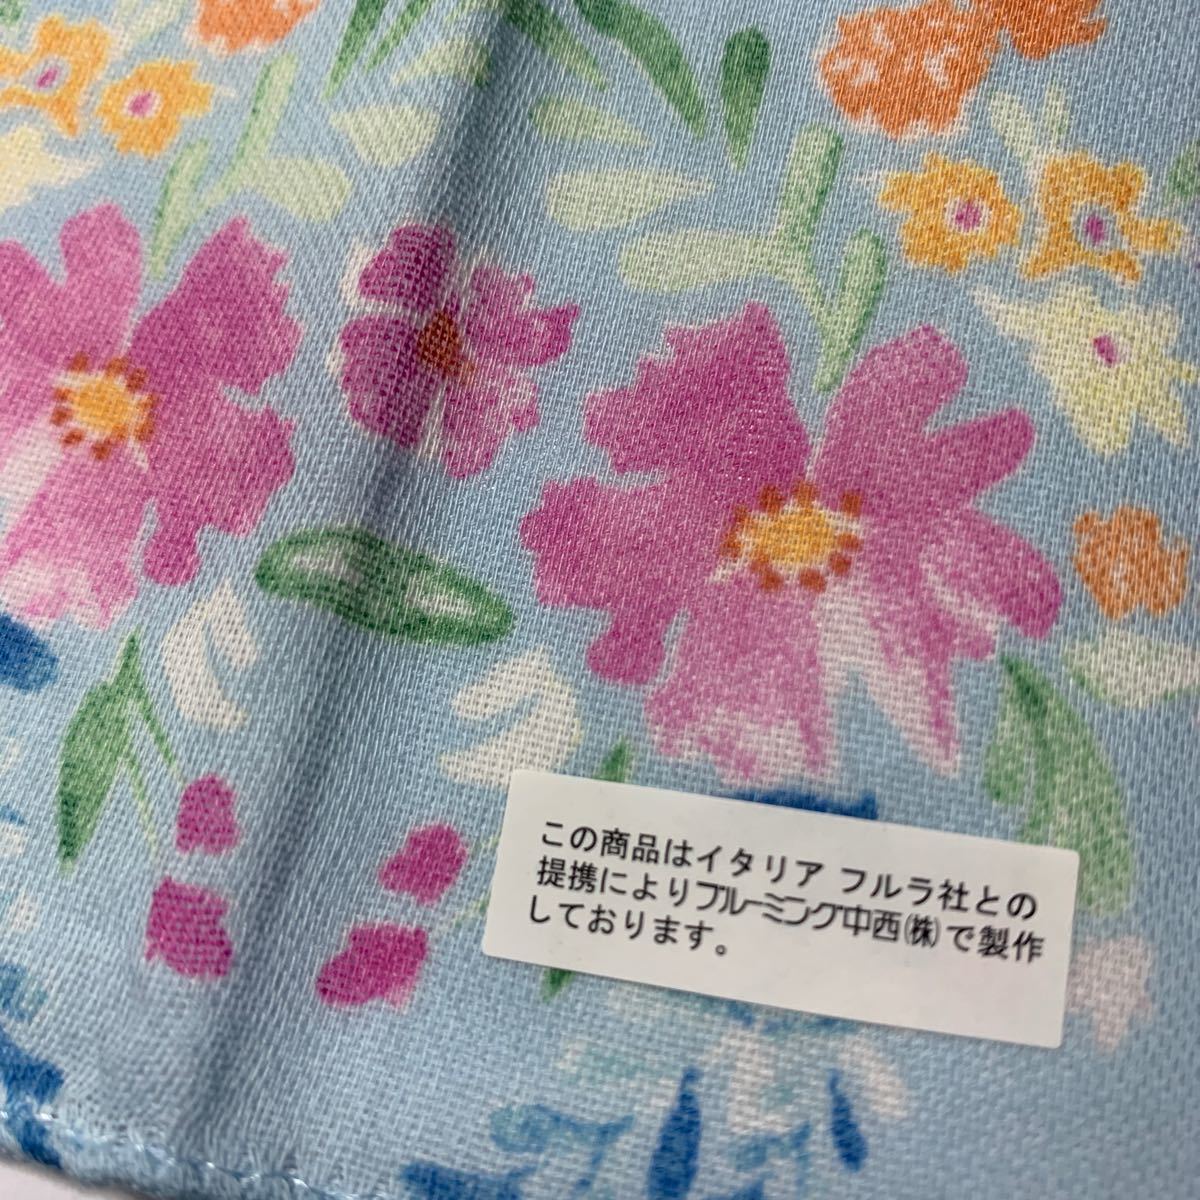 この商品はイタリア フルラ社との
提携によりブルーミング中西㈱で製作
しております。